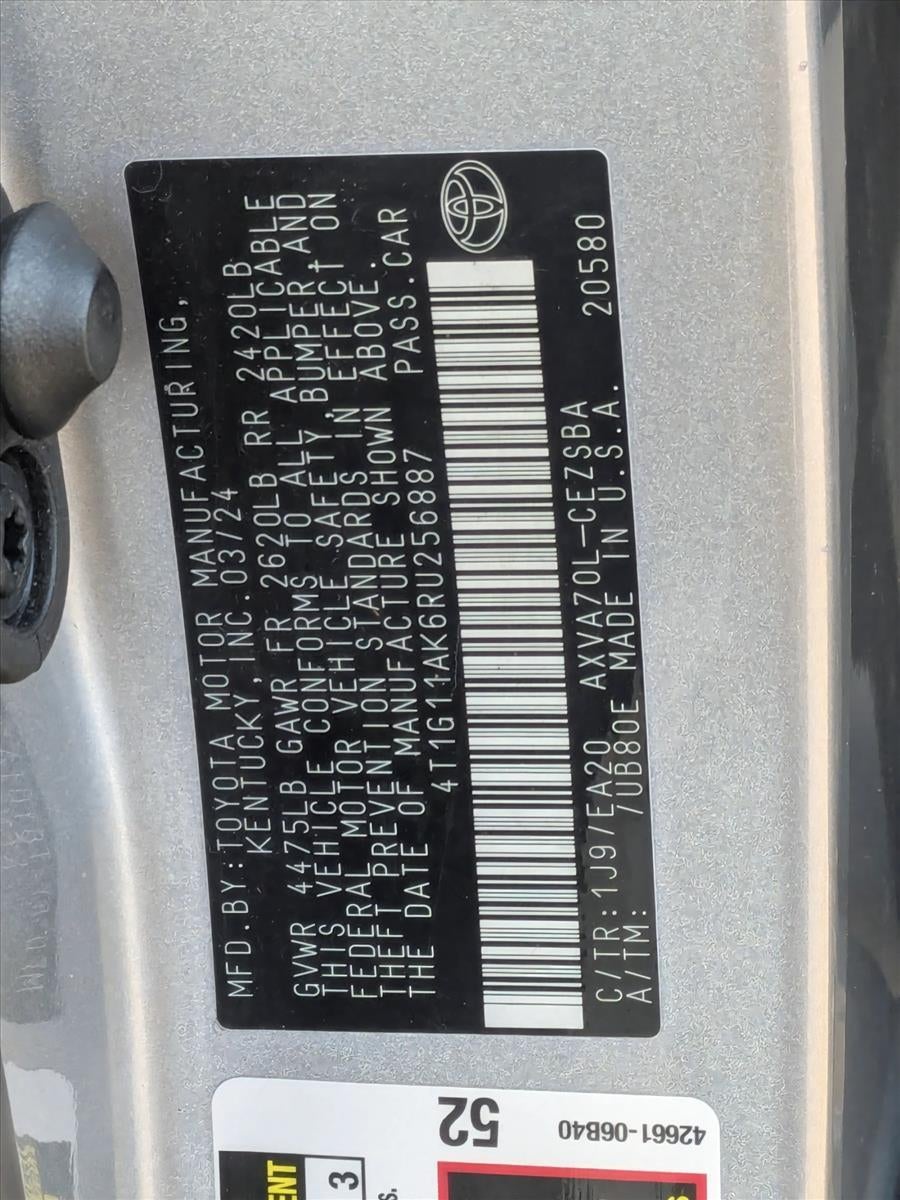 MFD.BY:TOYOTA MOTOR MANUFACTURING,
KENTUCKY,INC.03/24
GVWR 4475LB GAWR FR 2620LB RR 2420LB
THIS VEHICLE CONFORMS TO ALL APPLICABLE
FEDERAL MOTOR VEHICLE SAFETY,BUMPER,AND
THEFT PREVENTION STANDARDS IN EFFECT ON
THE DATE OF MANUFACTURE SHOWN ABOVE.
4T1G11AK6RU256887 PASS.CAR
C/TR:1J9/EA20 AXVA70L-CEZSBA 20580
A/TM: /UB80E MADE IN U.S.A.
52
42661-06B40
ENT
3